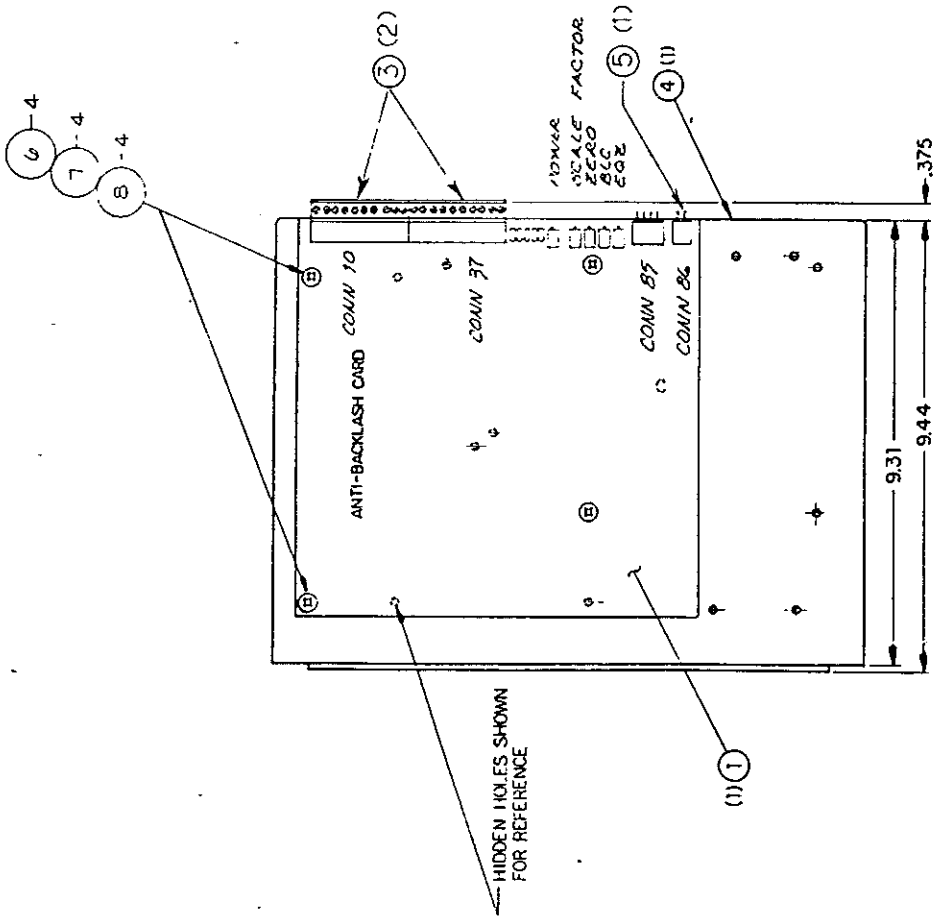 6 - 4
7 - 4
8 - 4
3 (2)
POWER
SCALE FACTOR
ZERO
BLC
EQZ
5 (1)
4 (1)
ANTI-BACKLASH CARD
CONN 10
CONN 37
CONN 85
CONN 86
HIDDEN HOLES SHOWN
FOR REFERENCE
(1) 1
.375
9.31
9.44